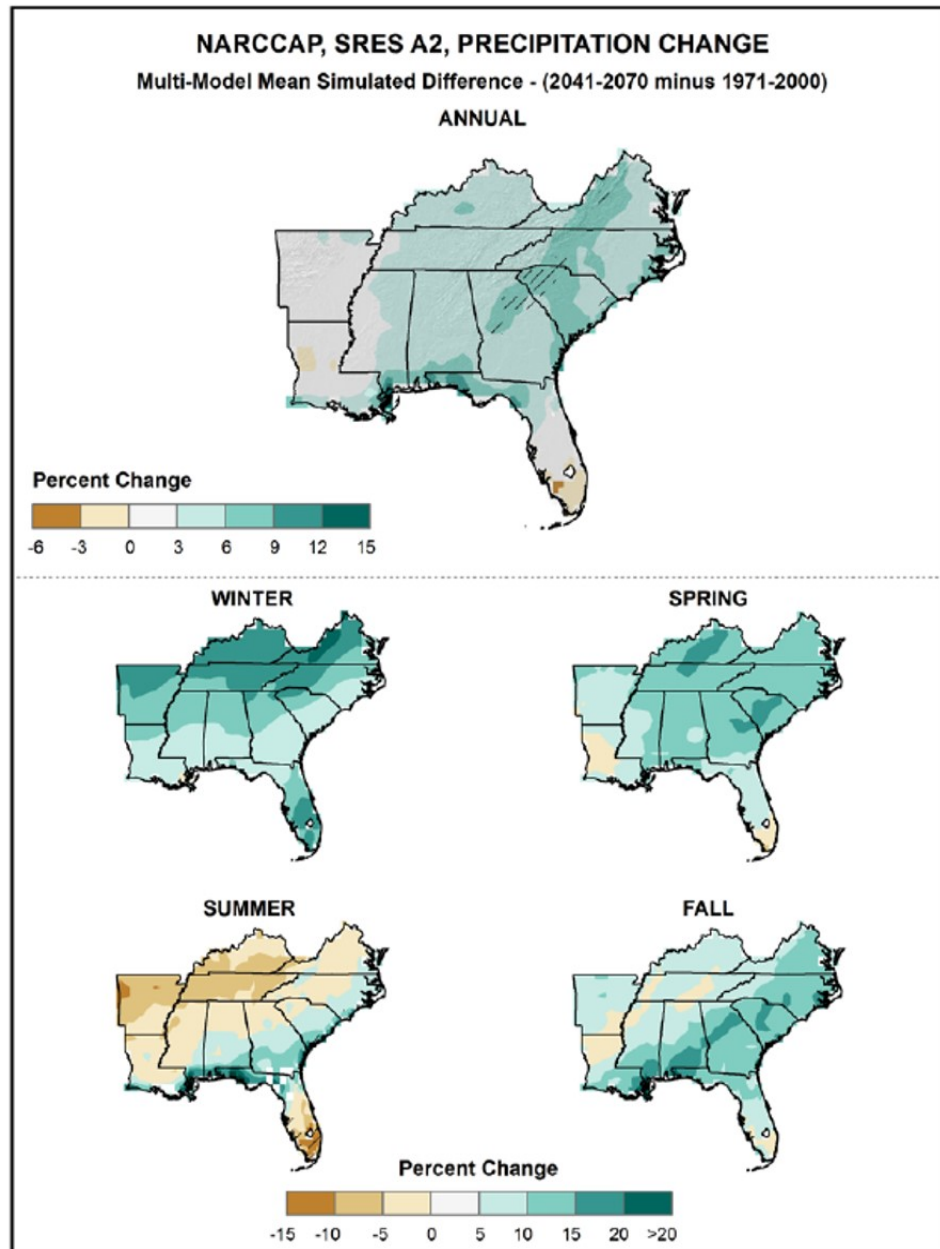 NARCCAP, SRES A2, PRECIPITATION CHANGE
Multi-Model Mean Simulated Difference - (2041-2070 minus 1971-2000)
ANNUAL
Percent Change
-6 -3 0 3 6 9 12 15
WINTER
SPRING
SUMMER
FALL
Percent Change
-15 -10 -5 0 5 10 15 20 >20